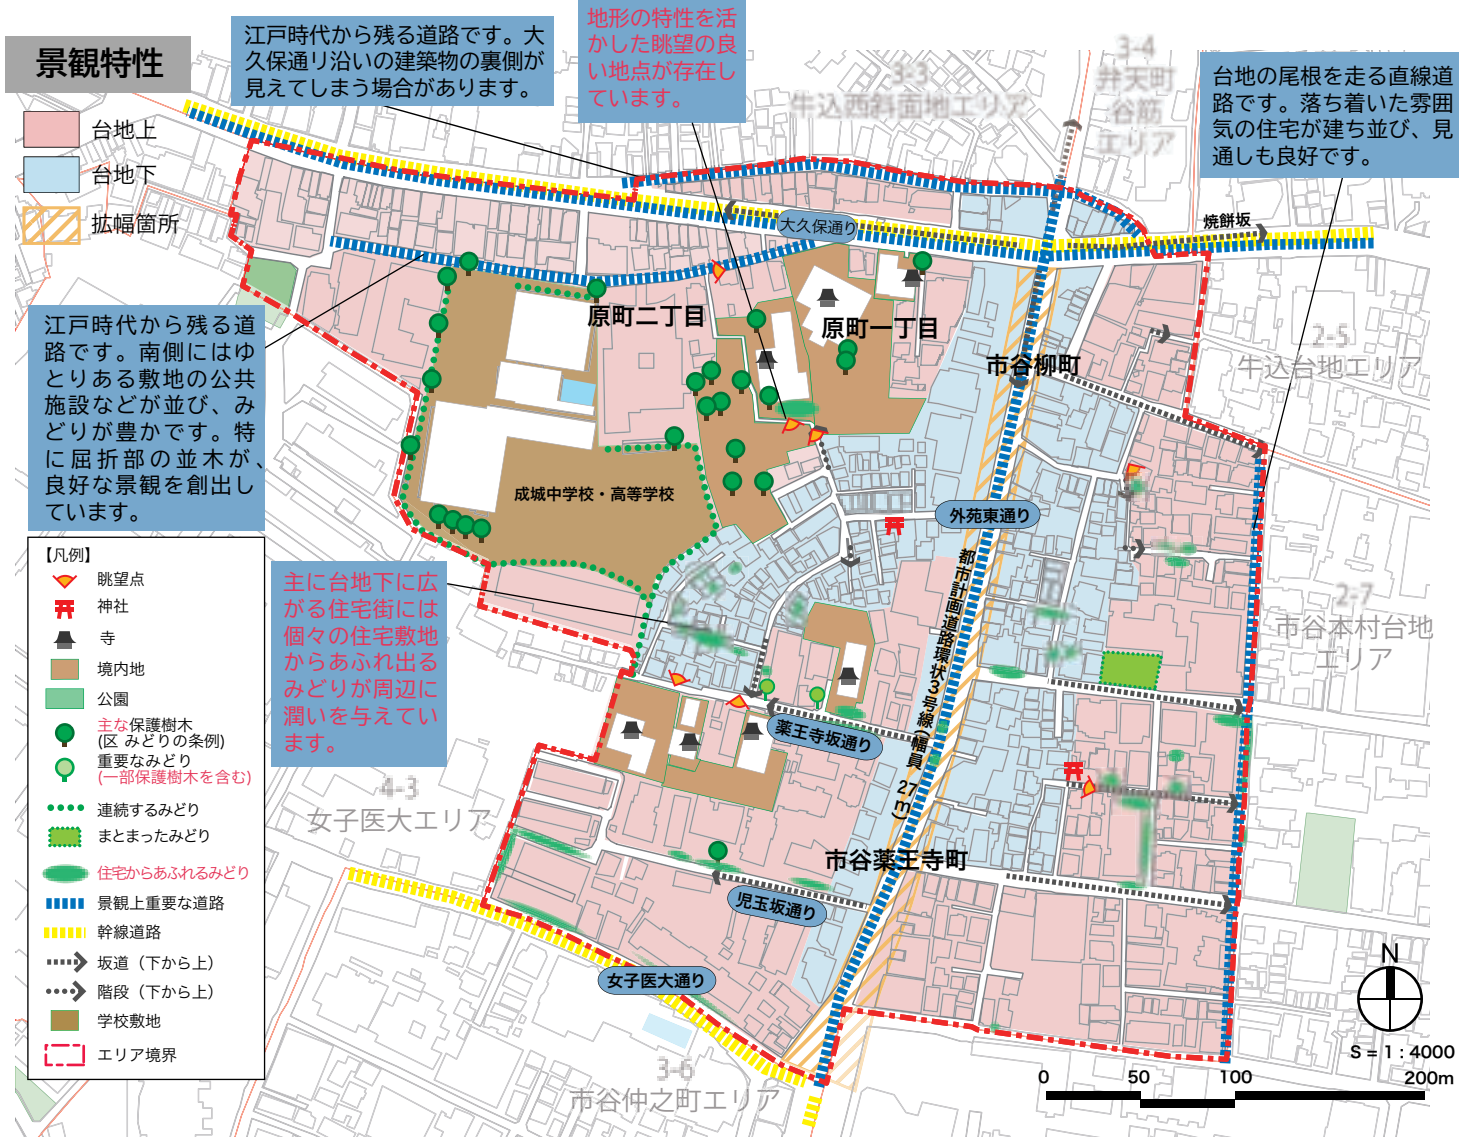 景観特性
台地上
台地下
拡幅箇所
江戸時代から残る道路です。大
久保通り沿いの建築物の裏側が
見えてしまう場合があります。
地形の特性を活
かした眺望の良
い地点が存在し
ています。
台地の尾根を走る直線道
路です。落ち着いた雰囲
気の住宅が建ち並び、見
通しも良好です。
3-3
牛込西斜面地エリア
3-4
弁天町
谷筋
エリア
大久保通り
焼餅坂
原町二丁目
原町一丁目
市谷柳町
2-5
牛込台地エリア
江戸時代から残る道
路です。南側にはゆ
とりある敷地の公共
施設などが並び、み
どりが豊かです。特
に屈折部の並木が、
良好な景観を創出し
ています。
成城中学校・高等学校
外苑東通り
都市計画道路環状3号線(幅員 27m)
主に台地下に広
がる住宅街には
個々の住宅敷地
からあふれ出る
みどりが周辺に
潤いを与えてい
ます。
2-7
市谷本村台地
エリア
薬王寺坂通り
4-3
女子医大エリア
市谷薬王寺町
児玉坂通り
女子医大通り
3-6
市谷仲之町エリア
【凡例】
眺望点
神社
寺
境内地
公園
主な保護樹木
(区 みどりの条例)
重要なみどり
(一部保護樹木を含む)
連続するみどり
まとまったみどり
住宅からあふれるみどり
景観上重要な道路
幹線道路
坂道（下から上）
階段（下から上）
学校敷地
エリア境界
N
S = 1 : 4000
0 50 100 200m